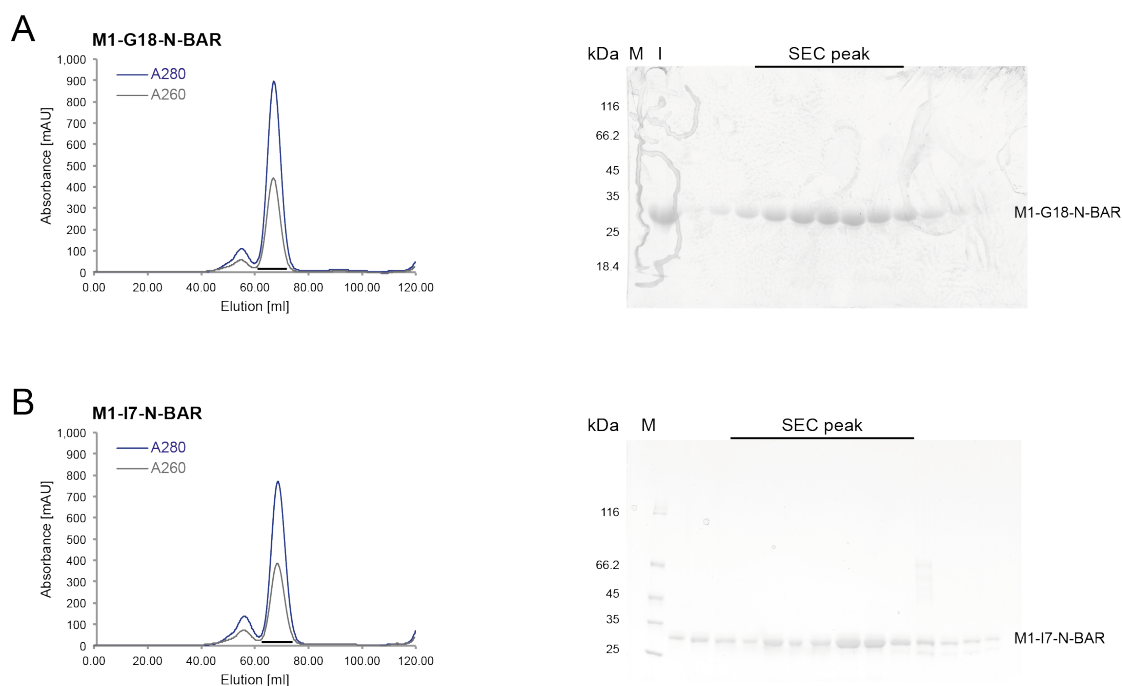 A
M1-G18-N-BAR
1,000
900
800
700
600
500
400
300
200
100
0
Absorbance [mAU]
A280
A260
0.00 20.00 40.00 60.00 80.00 100.00 120.00
Elution [ml]
kDa M I SEC peak
116
66.2
45
35
25
18.4
M1-G18-N-BAR
B
M1-I7-N-BAR
1,000
900
800
700
600
500
400
300
200
100
0
Absorbance [mAU]
A280
A260
0.00 20.00 40.00 60.00 80.00 100.00 120.00
Elution [ml]
kDa M SEC peak
116
66.2
45
35
25
M1-I7-N-BAR